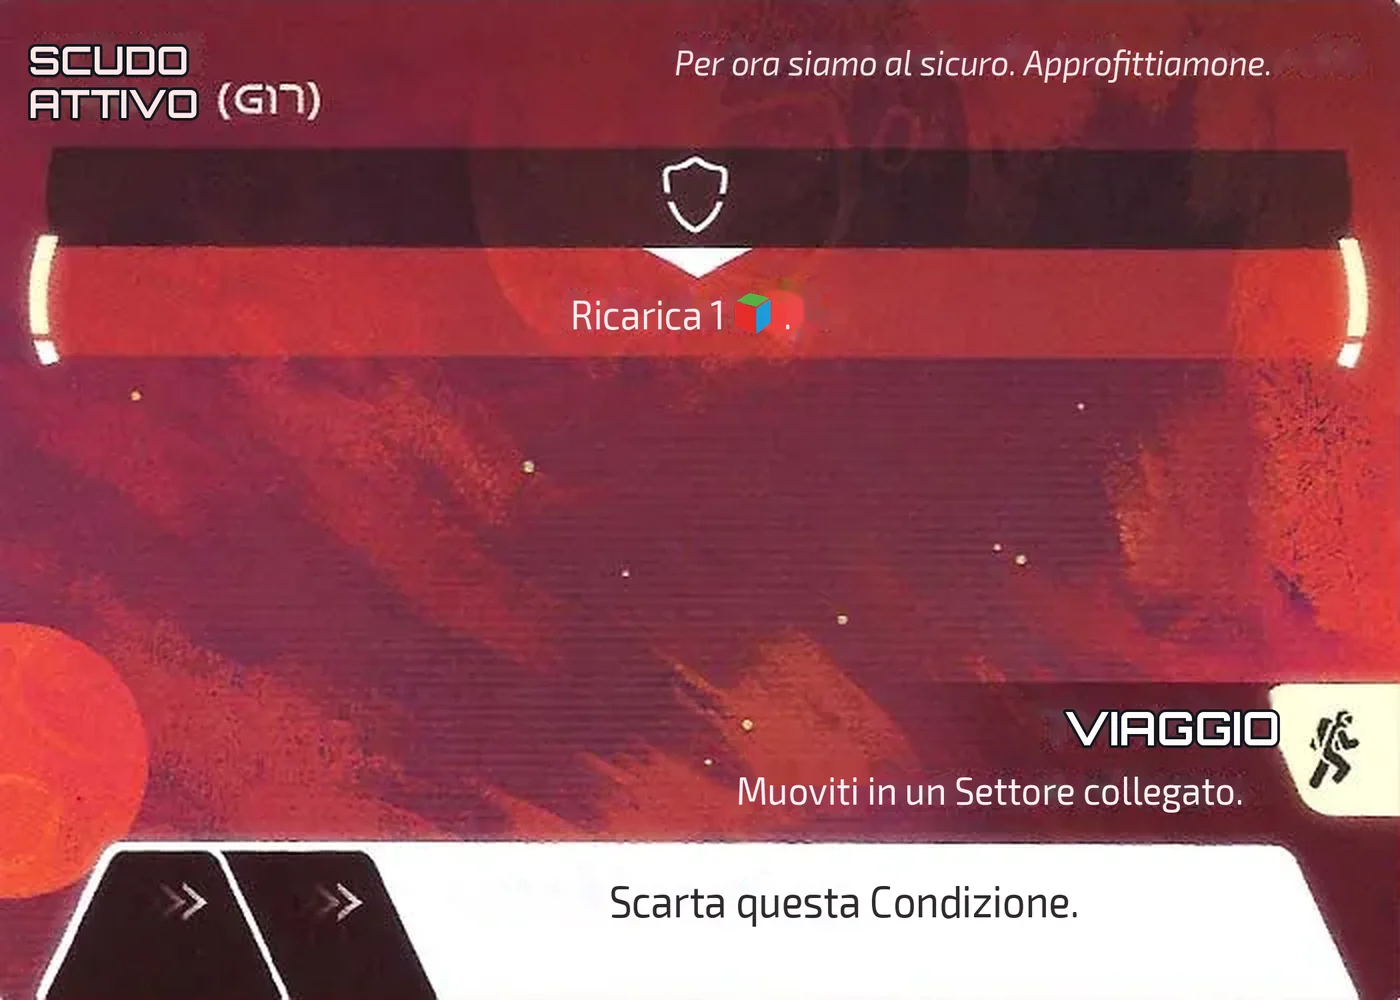 SCUDO
ATTIVO (G17)
Per ora siamo al sicuro. Approfittiamone.
Ricarica 1 .
VIAGGIO
Muoviti in un Settore collegato.
Scarta questa Condizione.